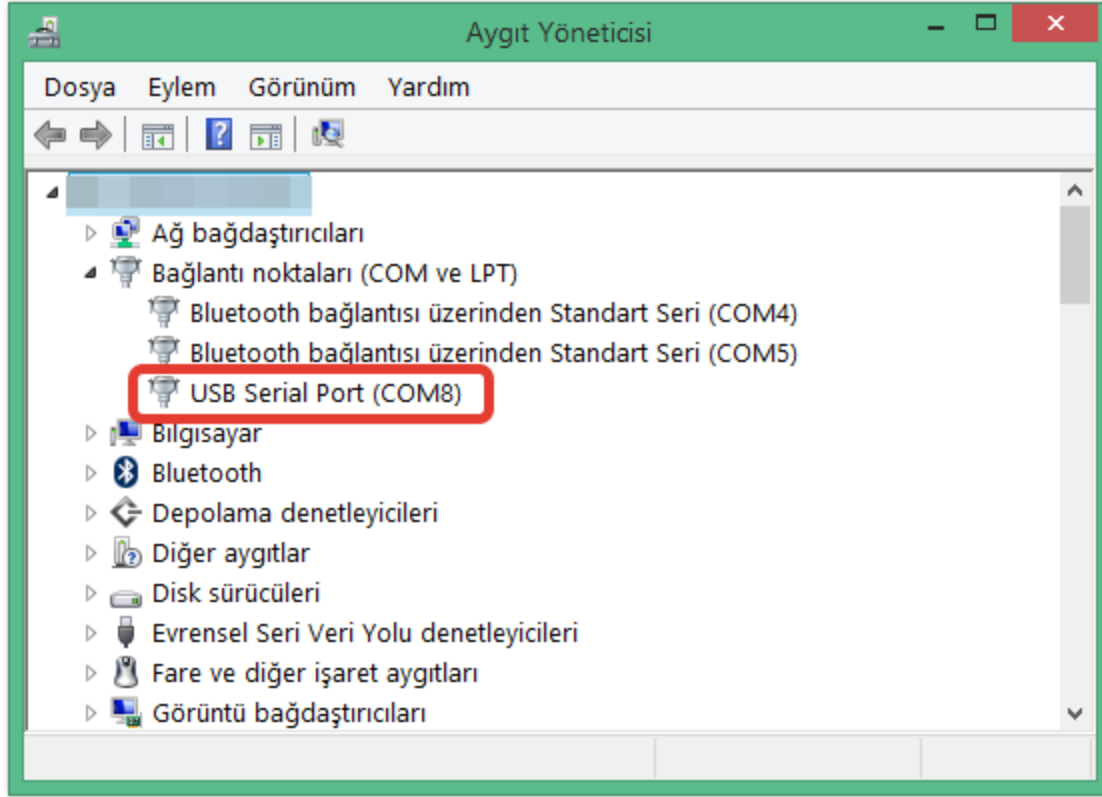 Aygıt Yöneticisi
Dosya Eylem Görünüm Yardım
Ağ bağdaştırıcıları
Bağlantı noktaları (COM ve LPT)
Bluetooth bağlantısı üzerinden Standart Seri (COM4)
Bluetooth bağlantısı üzerinden Standart Seri (COM5)
USB Serial Port (COM8)
Bilgisayar
Bluetooth
Depolama denetleyicileri
Diğer aygıtlar
Disk sürücüleri
Evrensel Seri Veri Yolu denetleyicileri
Fare ve diğer işaret aygıtları
Görüntü bağdaştırıcıları